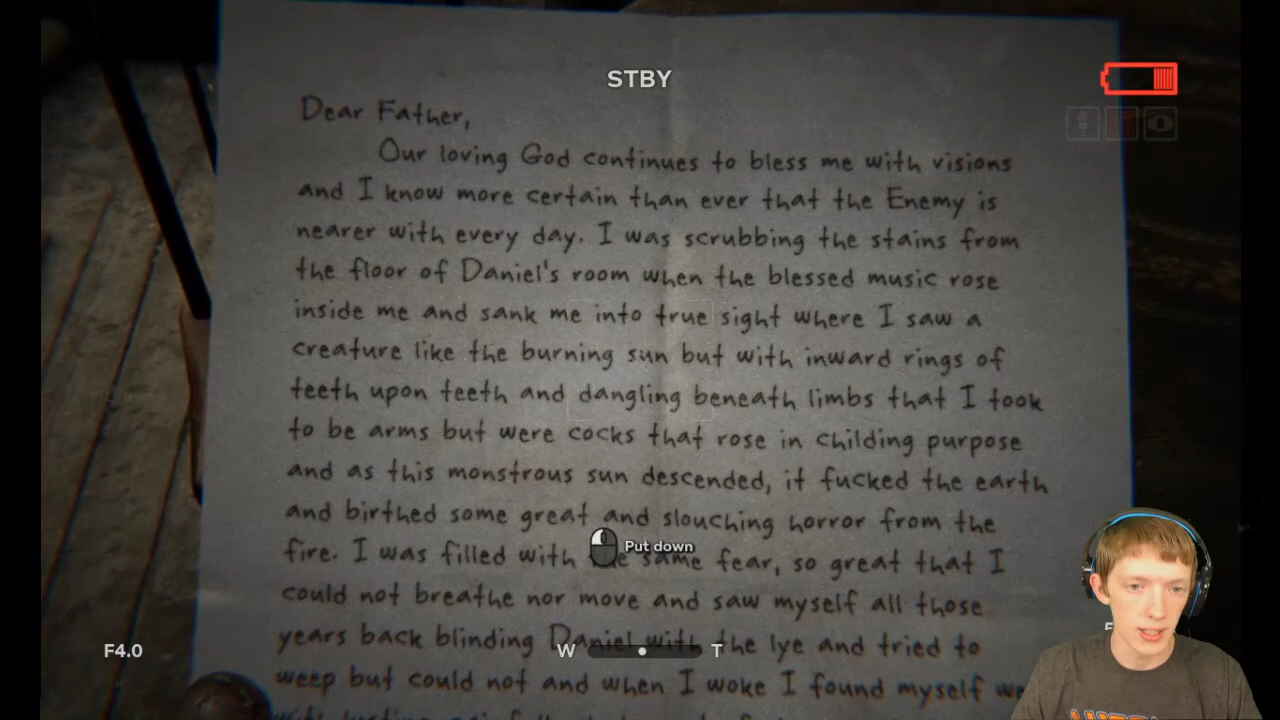 STBY
Dear Father,
Our loving God continues to bless me with visions
and I know more certain than ever that the Enemy is
nearer with every day. I was scrubbing the stains from
the floor of Daniel's room when the blessed music rose
inside me and sank me into true sight where I saw a
creature like the burning sun but with inward rings of
teeth upon teeth and dangling beneath limbs that I took
to be arms but were cocks that rose in childing purpose
and as this monstrous sun descended, it fucked the earth
and birthed some great and slouching horror from the
fire. I was filled with same fear, so great that I
Put down
could not breathe nor move and saw myself all those
years back blinding Daniel with the lye and tried to
F4.0
W T
weep but could not and when I woke I found myself